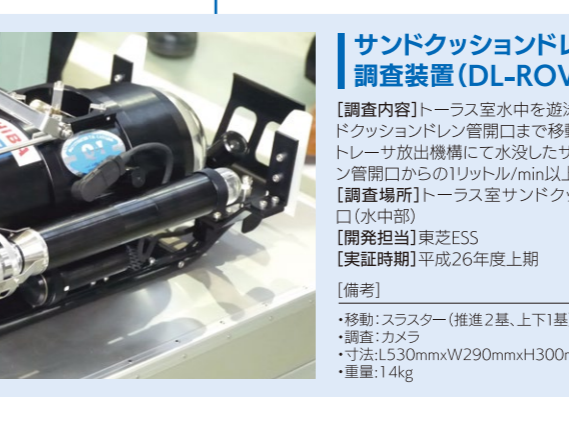 サンドクッションドレ
調査装置(DL-ROV
[調査内容]トーラス室水中を遊泳
ドクッションドレン管開口まで移動
トレーサ放出機構にて水没したサ
ン管開口からの1リットル/min以上
[調査場所]トーラス室サンドクッ
口(水中部)
[開発担当]東芝ESS
[実証時期]平成26年度上期
[備考]
・移動:スラスター(推進2基、上下1基
・調査:カメラ
・寸法:L530mmxW290mmxH300m
・重量:14kg